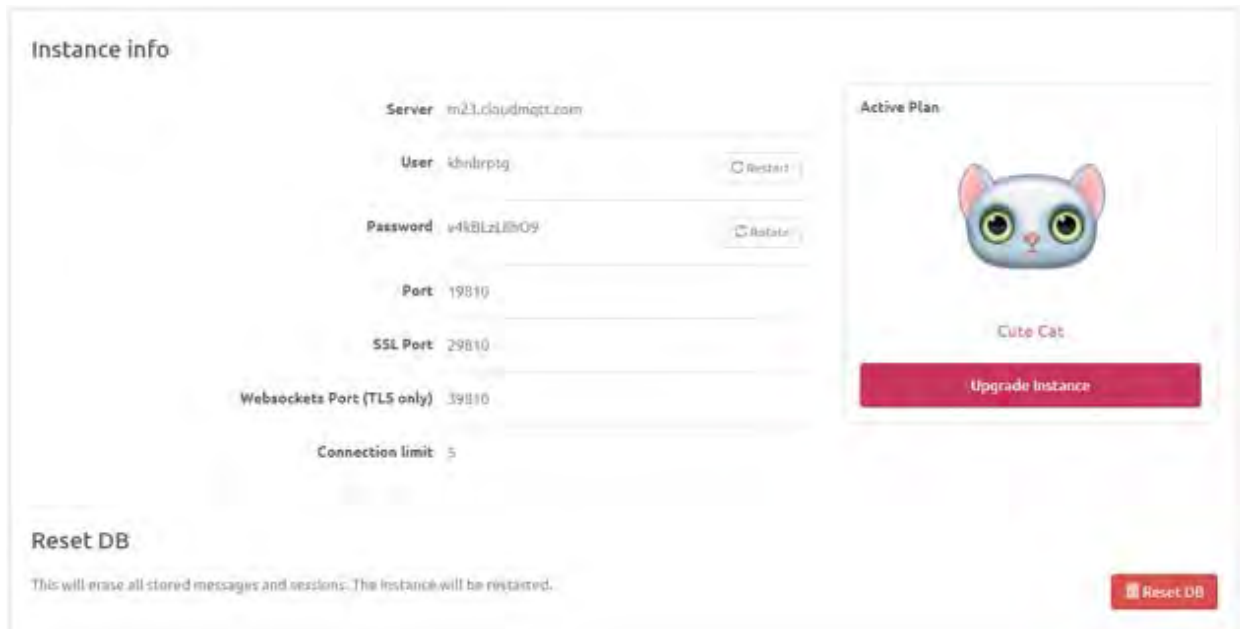 Instance info
Server m23.cloudmqtt.com
Active Plan
User khnbrptg
Restart
Password
Rotate
Port 19810
SSL Port 29810
Cute Cat
Upgrade Instance
Websockets Port (TLS only) 39810
Connection limit 5
Reset DB
This will erase all stored messages and sessions. The instance will be restarted.
Reset DB